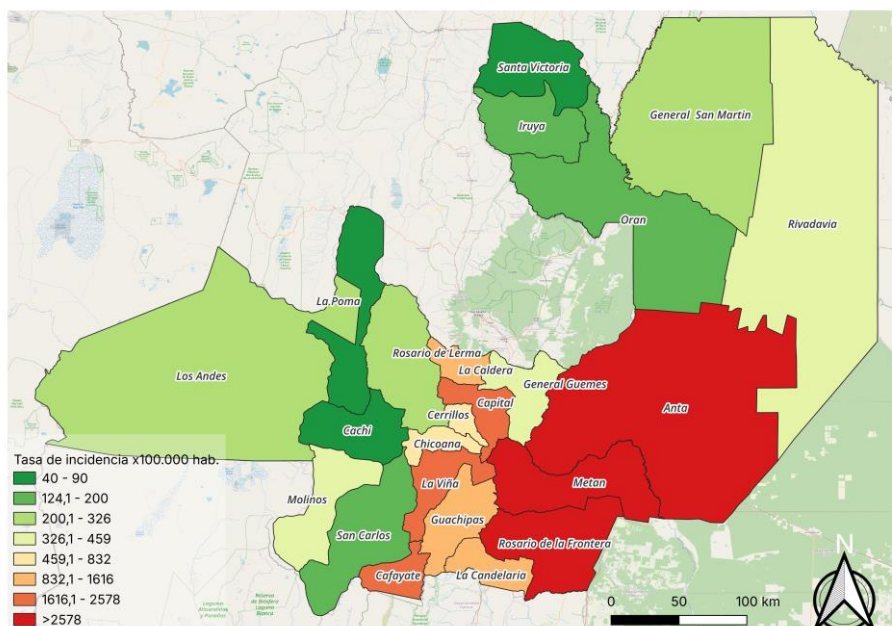 Santa Victoria
Iruya
General San Martin
Oran
Rivadavia
La Poma
Los Andes
Rosario de Lerma
La Caldera
General Guemes
Capital
Cerrillos
Anta
Cachi
Chicoana
Metan
Molinos
La Viña
Guachipas
San Carlos
Rosario de la Frontera
Cafayate
La Candelaria
Tasa de incidencia x100.000 hab.
40 - 90
124,1 - 200
200,1 - 326
326,1 - 459
459,1 - 832
832,1 - 1616
1616,1 - 2578
>2578
N
0 50 100 km